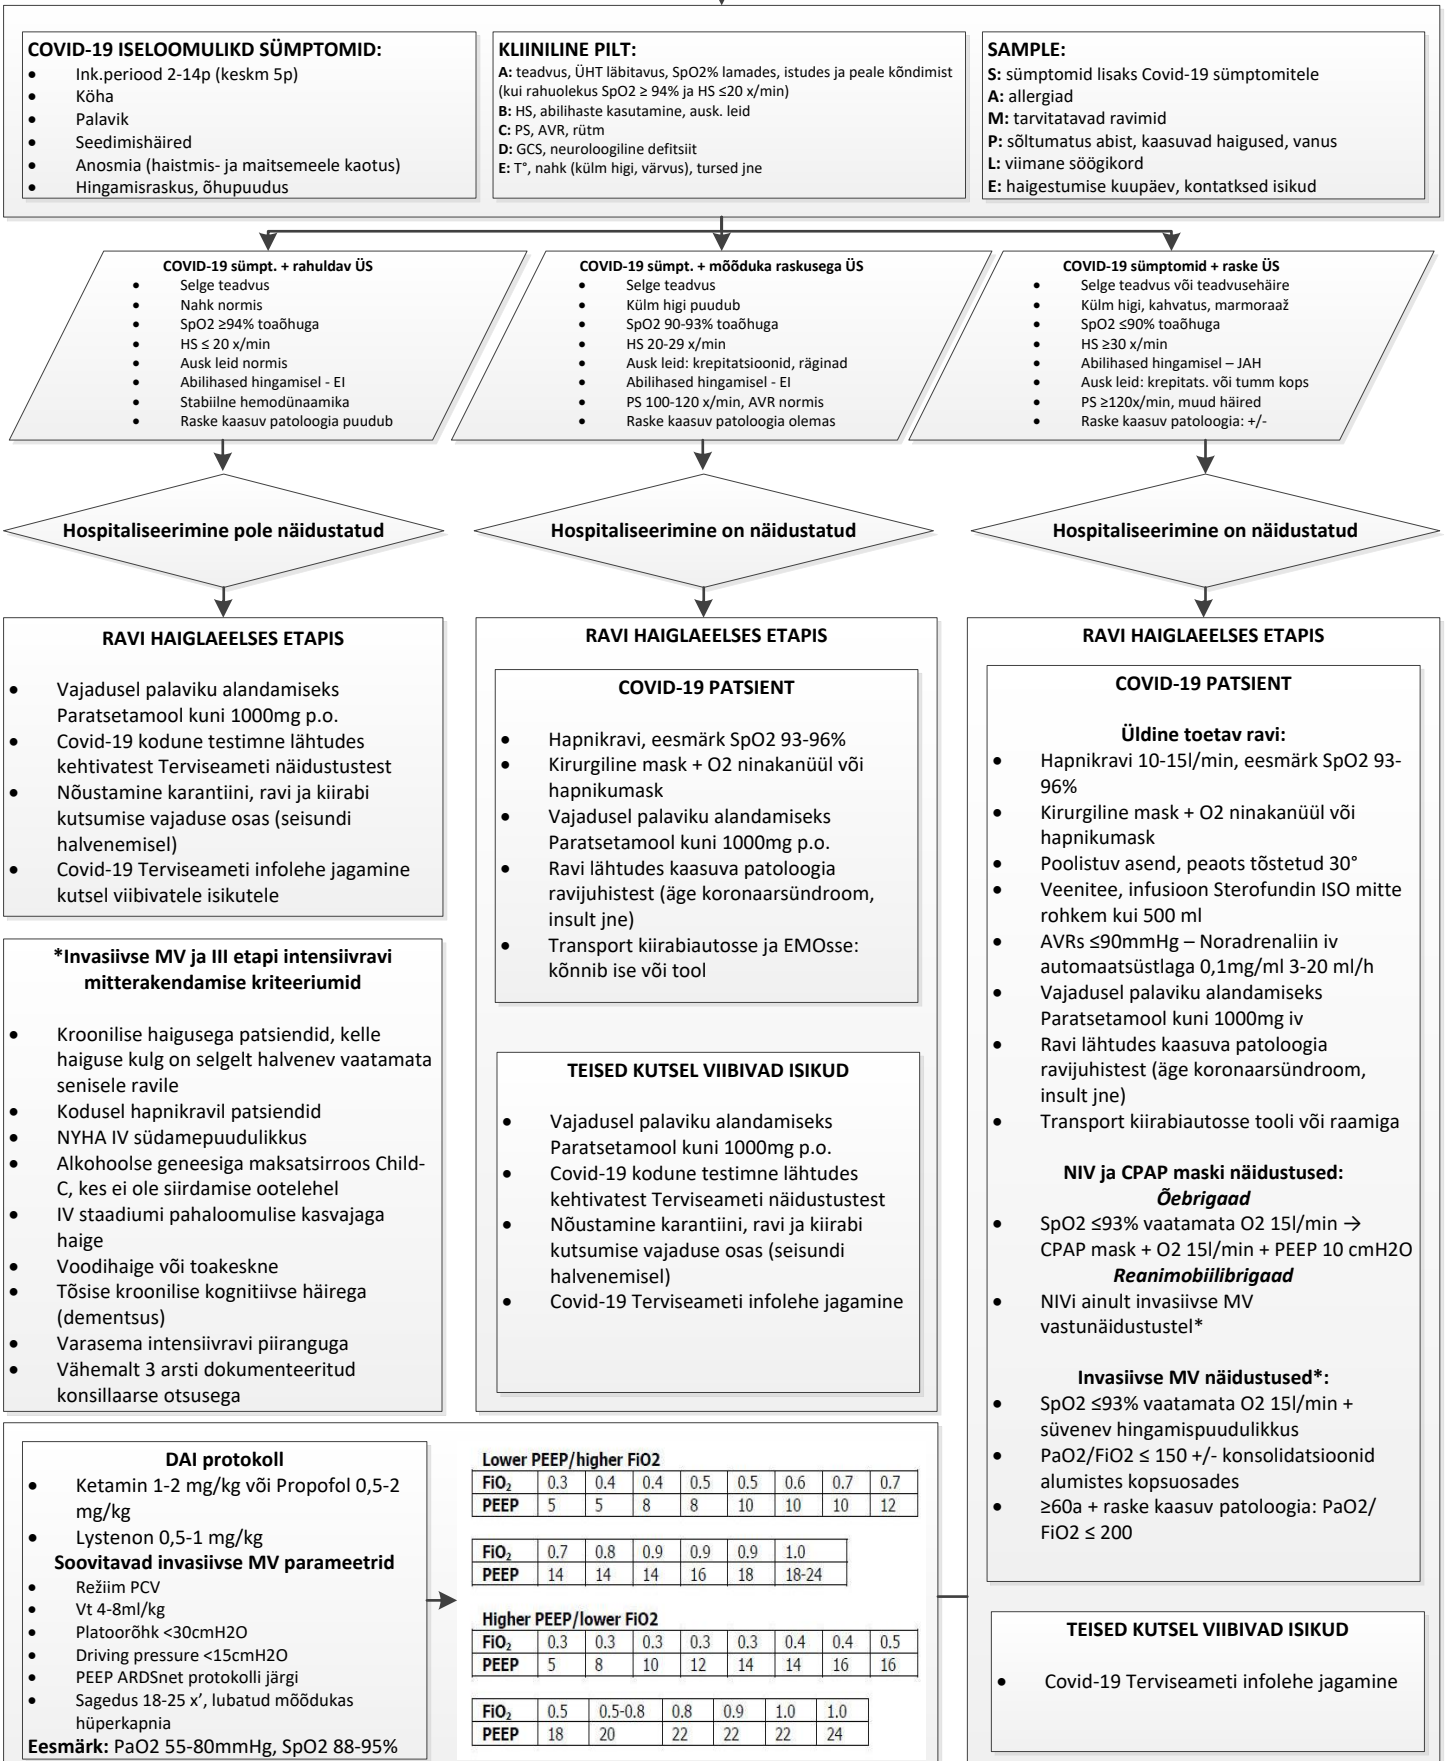 COVID-19 ISELOOMULIKD SÜMPTOMID:
• Ink.periood 2-14p (keskm 5p)
• Köha
• Palavik
• Seedimishäired
• Anosmia (haistmis- ja maitsemeele kaotus)
• Hingamisraskus, õhupuudus
KLIINILINE PILT:
A: teadvus, ÜHT läbitavus, SpO2% lamades, istudes ja peale kõndimist
(kui rahuolekus SpO2 ≥ 94% ja HS ≤20 x/min)
B: HS, abilihaste kasutamine, ausk. leid
C: PS, AVR, rütm
D: GCS, neuroloogiline defitsiit
E: T°, nahk (külm higi, värvus), tursed jne
SAMPLE:
S: sümptomid lisaks Covid-19 sümptomitele
A: allergiad
M: tarvitatavad ravimid
P: sõltumatus abist, kaasuvad haigused, vanus
L: viimane söögikord
E: haigestumise kuupäev, kontatksed isikud
COVID-19 sümpt. + rahuldav ÜS
• Selge teadvus
• Nahk normis
• SpO2 ≥94% toaõhuga
• HS ≤ 20 x/min
• Ausk leid normis
• Abilihased hingamisel - EI
• Stabiilne hemodünaamika
• Raske kaasuv patoloogia puudub
COVID-19 sümpt. + mõõduka raskusega ÜS
• Selge teadvus
• Külm higi puudub
• SpO2 90-93% toaõhuga
• HS 20-29 x/min
• Ausk leid: krepitatsioonid, räginad
• Abilihased hingamisel - EI
• PS 100-120 x/min, AVR normis
• Raske kaasuv patoloogia olemas
COVID-19 sümptomid + raske ÜS
• Selge teadvus või teadvusehäire
• Külm higi, kahvatus, marmoraaž
• SpO2 ≤90% toaõhuga
• HS ≥30 x/min
• Abilihased hingamisel – JAH
• Ausk leid: krepitats. või tumm kops
• PS ≥120x/min, muud häired
• Raske kaasuv patoloogia: +/-
Hospitaliseerimine pole näidustatud
Hospitaliseerimine on näidustatud
Hospitaliseerimine on näidustatud
RAVI HAIGLAEELSES ETAPIS
• Vajadusel palaviku alandamiseks
Paratsetamool kuni 1000mg p.o.
• Covid-19 kodune testimne lähtudes
kehtivatest Terviseameti näidustustest
• Nõustamine karantiini, ravi ja kiirabi
kutsumise vajaduse osas (seisundi
halvenemisel)
• Covid-19 Terviseameti infolehe jagamine
kutsel viibivatele isikutele
*Invasiivse MV ja III etapi intensiivravi
mitterakendamise kriteeriumid
• Kroonilise haigusega patsiendid, kelle
haiguse kulg on selgelt halvenev vaatamata
senisele ravile
• Kodusel hapnikravil patsiendid
• NYHA IV südamepuudulikkus
• Alkohoolse geneesiga maksatsirroos Child-
C, kes ei ole siirdamise ootelehel
• IV staadiumi pahaloomulise kasvajaga
haige
• Voodihaige või toakeskne
• Tõsise kroonilise kognitiivse häirega
(dementsus)
• Varasema intensiivravi piiranguga
• Vähemalt 3 arsti dokumenteeritud
konsillaarse otsusega
RAVI HAIGLAEELSES ETAPIS
COVID-19 PATSIENT
• Hapnikravi, eesmärk SpO2 93-96%
• Kirurgiline mask + O2 ninakanüül või
hapnikumask
• Vajadusel palaviku alandamiseks
Paratsetamool kuni 1000mg p.o.
• Ravi lähtudes kaasuva patoloogia
ravijuhistest (äge koronaarsündroom,
insult jne)
• Transport kiirabiautosse ja EMOsse:
kõnnib ise või tool
TEISED KUTSEL VIIBIVAD ISIKUD
• Vajadusel palaviku alandamiseks
Paratsetamool kuni 1000mg p.o.
• Covid-19 kodune testimne lähtudes
kehtivatest Terviseameti näidustustest
• Nõustamine karantiini, ravi ja kiirabi
kutsumise vajaduse osas (seisundi
halvenemisel)
• Covid-19 Terviseameti infolehe jagamine
RAVI HAIGLAEELSES ETAPIS
COVID-19 PATSIENT
Üldine toetav ravi:
• Hapnikravi 10-15l/min, eesmärk SpO2 93-
96%
• Kirurgiline mask + O2 ninakanüül või
hapnikumask
• Poolistuv asend, peaots tõstetud 30°
• Veenitee, infusioon Sterofundin ISO mitte
rohkem kui 500 ml
• AVRs ≤90mmHg – Noradrenaliin iv
automaatsüstlaga 0,1mg/ml 3-20 ml/h
• Vajadusel palaviku alandamiseks
Paratsetamool kuni 1000mg iv
• Ravi lähtudes kaasuva patoloogia
ravijuhistest (äge koronaarsündroom,
insult jne)
• Transport kiirabiautosse tooli või raamiga
NIV ja CPAP maski näidustused:
Õebrigaad
• SpO2 ≤93% vaatamata O2 15l/min →
CPAP mask + O2 15l/min + PEEP 10 cmH2O
Reanimobiilibrigaad
• NIVi ainult invasiivse MV
vastunäidustustel*
Invasiivse MV näidustused*:
• SpO2 ≤93% vaatamata O2 15l/min +
süvenev hingamispuudulikkus
• PaO2/FiO2 ≤ 150 +/- konsolidatsioonid
alumistes kopsuosades
• ≥60a + raske kaasuv patoloogia: PaO2/
FiO2 ≤ 200
TEISED KUTSEL VIIBIVAD ISIKUD
• Covid-19 Terviseameti infolehe jagamine
DAI protokoll
• Ketamin 1-2 mg/kg või Propofol 0,5-2
mg/kg
• Lystenon 0,5-1 mg/kg
Soovitavad invasiivse MV parameetrid
• Režiim PCV
• Vt 4-8ml/kg
• Platoorõhk <30cmH2O
• Driving pressure <15cmH2O
• PEEP ARDSnet protokolli järgi
• Sagedus 18-25 x’, lubatud mõõdukas
hüperkapnia
Eesmärk: PaO2 55-80mmHg, SpO2 88-95%
Lower PEEP/higher FiO2
FiO₂ 0.3 0.4 0.4 0.5 0.5 0.6 0.7 0.7
PEEP 5 5 8 8 10 10 10 12
FiO₂ 0.7 0.8 0.9 0.9 0.9 1.0
PEEP 14 14 14 16 18 18-24
Higher PEEP/lower FiO2
FiO₂ 0.3 0.3 0.3 0.3 0.3 0.4 0.4 0.5
PEEP 5 8 10 12 14 14 16 16
FiO₂ 0.5 0.5-0.8 0.8 0.9 1.0 1.0
PEEP 18 20 22 22 22 24